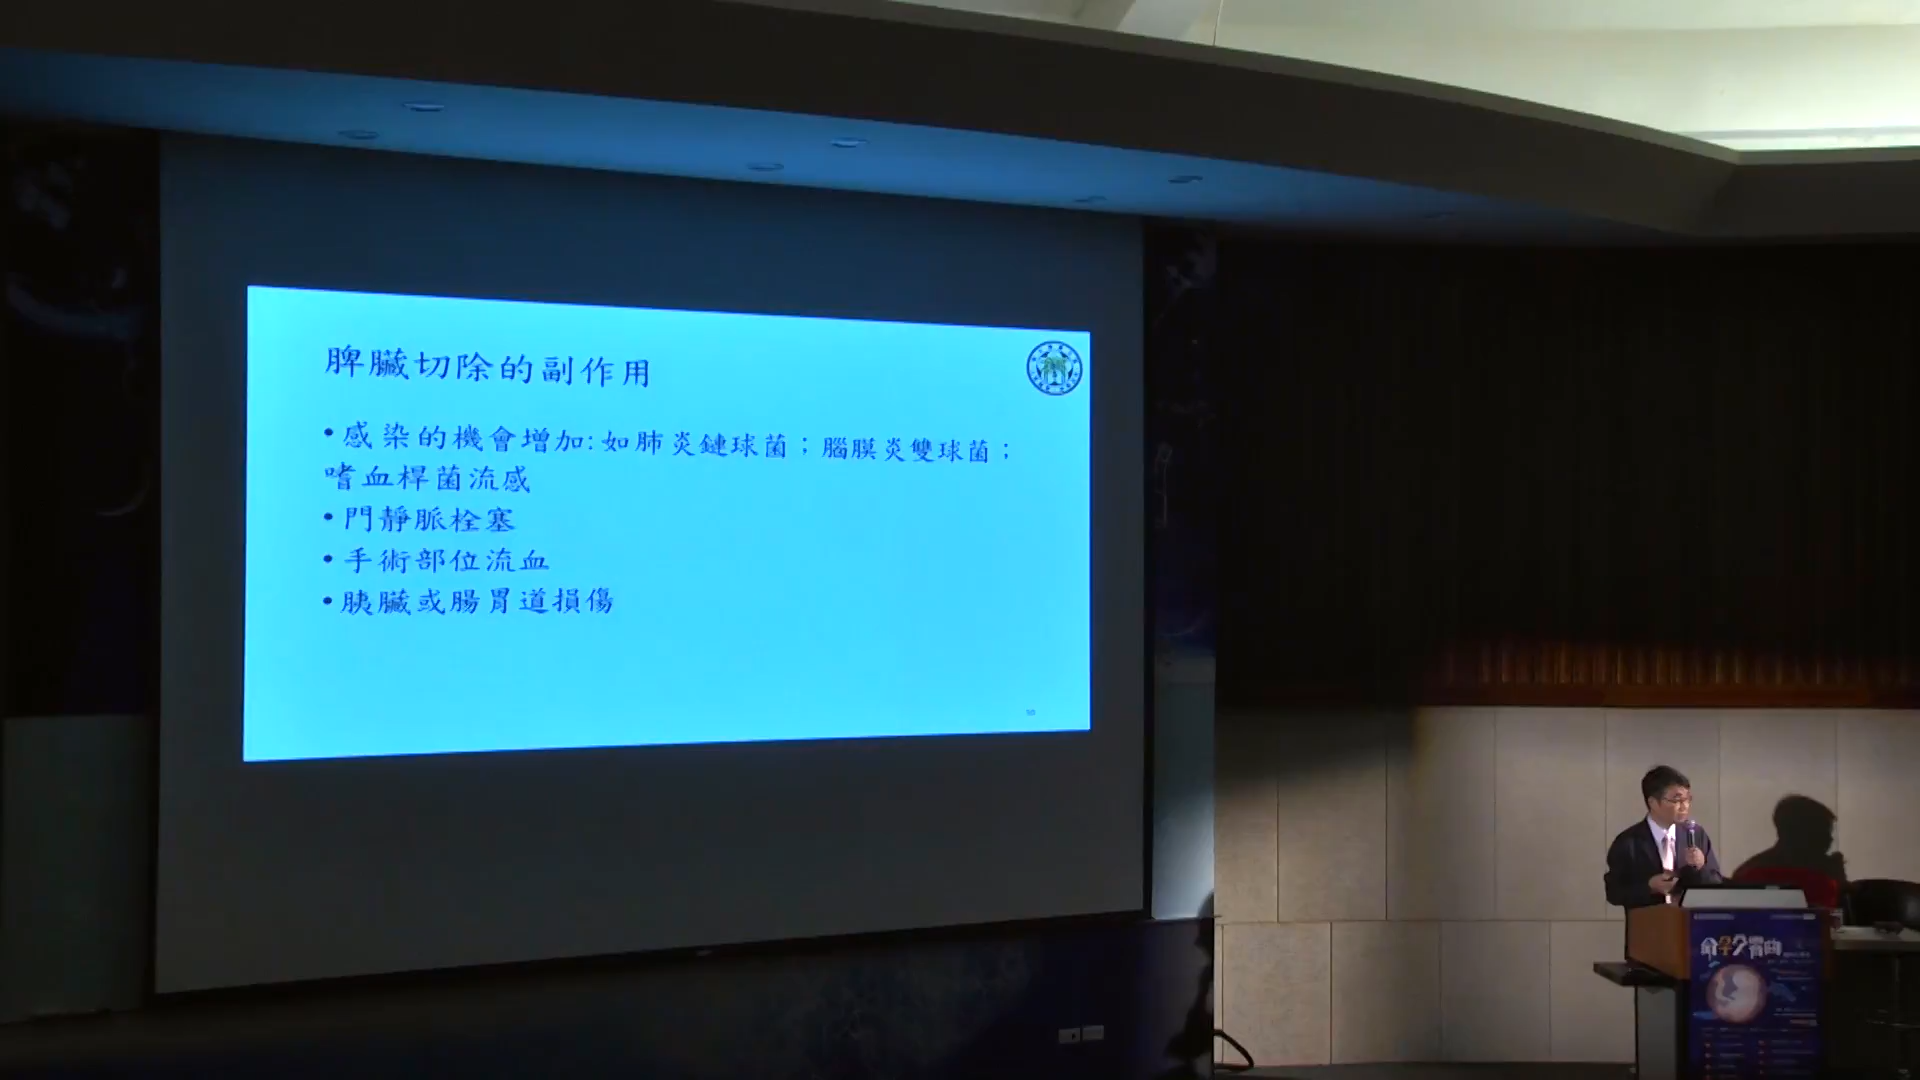 脾臟切除的副作用
•感染的機會增加:如肺炎鏈球菌；腦膜炎雙球菌；
嗜血桿菌流感
•門靜脈栓塞
•手術部位流血
•胰臟或腸胃道損傷